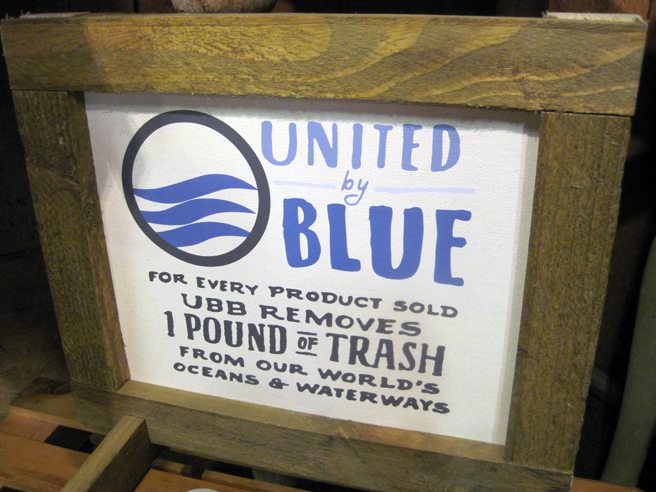 UNITED
by
BLUE
FOR EVERY PRODUCT SOLD
UBB REMOVES
1 POUND OF TRASH
FROM OUR WORLD'S
OCEANS & WATERWAYS